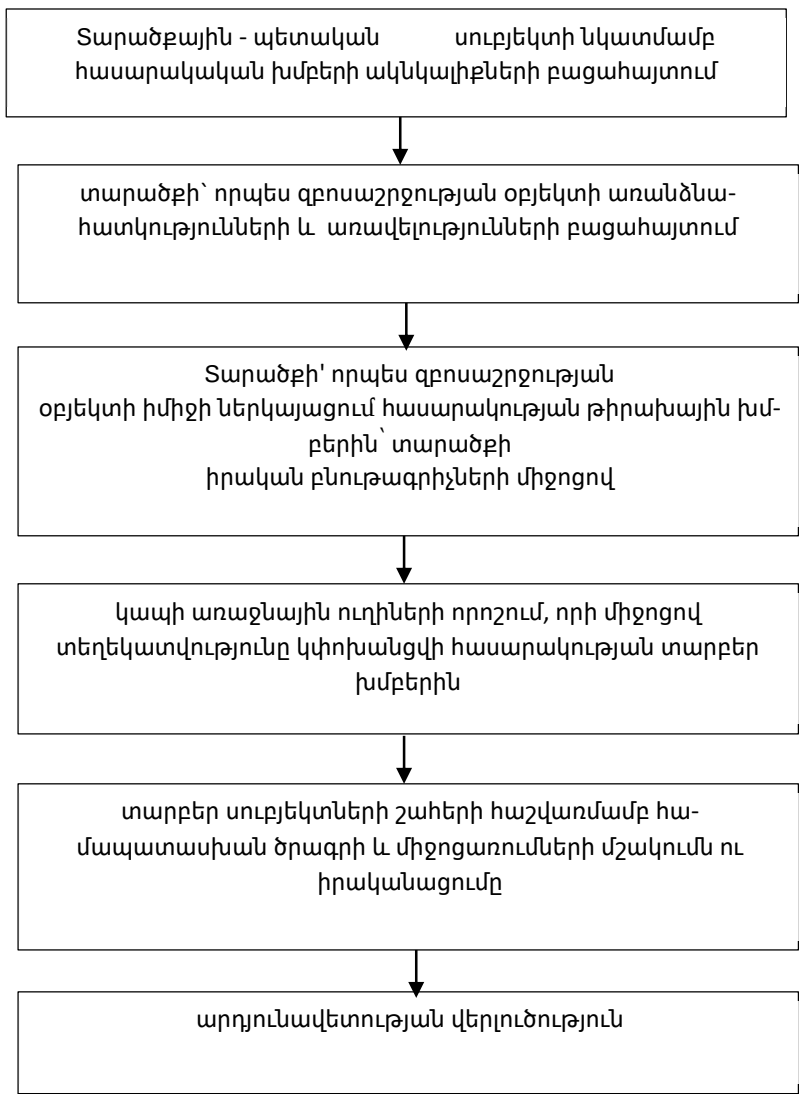 Տարածքային - պետական սուբյեկտի նկատմամբ
հասարակական խմբերի ակնկալիքների բացահայտում
տարածքի՝ որպես զբոսաշրջության օբյեկտի առանձնա-
հատկությունների և առավելությունների բացահայտում
Տարածքի' որպես զբոսաշրջության
օբյեկտի իմիջի ներկայացում հասարակության թիրախային խմ-
բերին՝ տարածքի
իրական բնութագրիչների միջոցով
կապի առաջնային ուղիների որոշում, որի միջոցով
տեղեկատվությունը կփոխանցվի հասարակության տարբեր
խմբերին
տարբեր սուբյեկտների շահերի հաշվառմամբ հա-
մապատասխան ծրագրի և միջոցառումների մշակումն ու
իրականացումը
արդյունավետության վերլուծություն